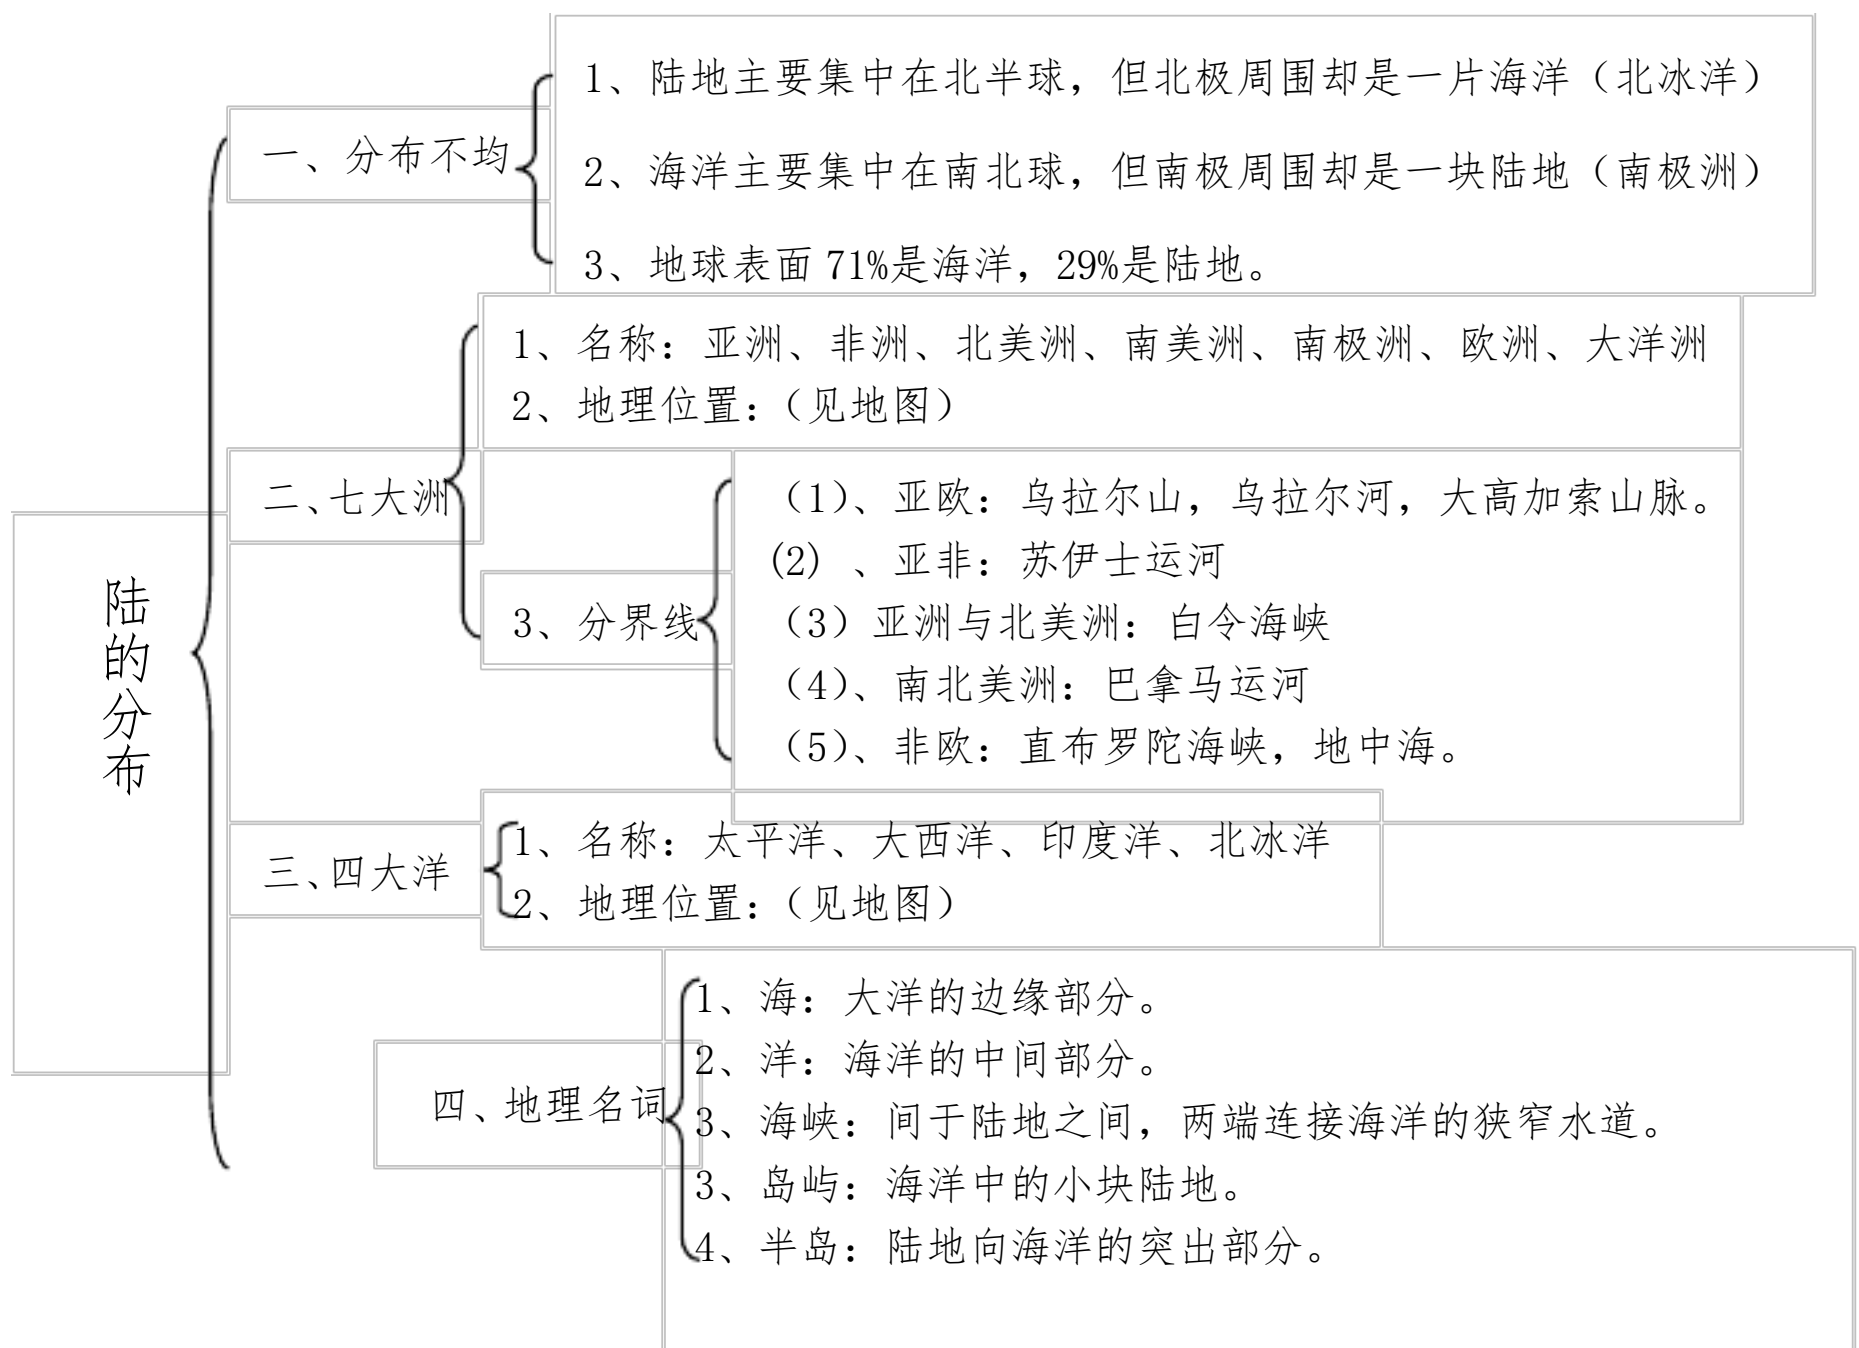 陆的分布
一、分布不均
1、陆地主要集中在北半球，但北极周围却是一片海洋（北冰洋）
2、海洋主要集中在南北球，但南极周围却是一块陆地（南极洲）
3、地球表面 71%是海洋，29%是陆地。
二、七大洲
1、名称：亚洲、非洲、北美洲、南美洲、南极洲、欧洲、大洋洲
2、地理位置：（见地图）
3、分界线
（1）、亚欧：乌拉尔山，乌拉尔河，大高加索山脉。
(2) 、亚非：苏伊士运河
（3）亚洲与北美洲：白令海峡
（4）、南北美洲：巴拿马运河
（5）、非欧：直布罗陀海峡，地中海。
三、四大洋
1、名称：太平洋、大西洋、印度洋、北冰洋
2、地理位置：（见地图）
四、地理名词
1、海：大洋的边缘部分。
2、洋：海洋的中间部分。
3、海峡：间于陆地之间，两端连接海洋的狭窄水道。
3、岛屿：海洋中的小块陆地。
4、半岛：陆地向海洋的突出部分。